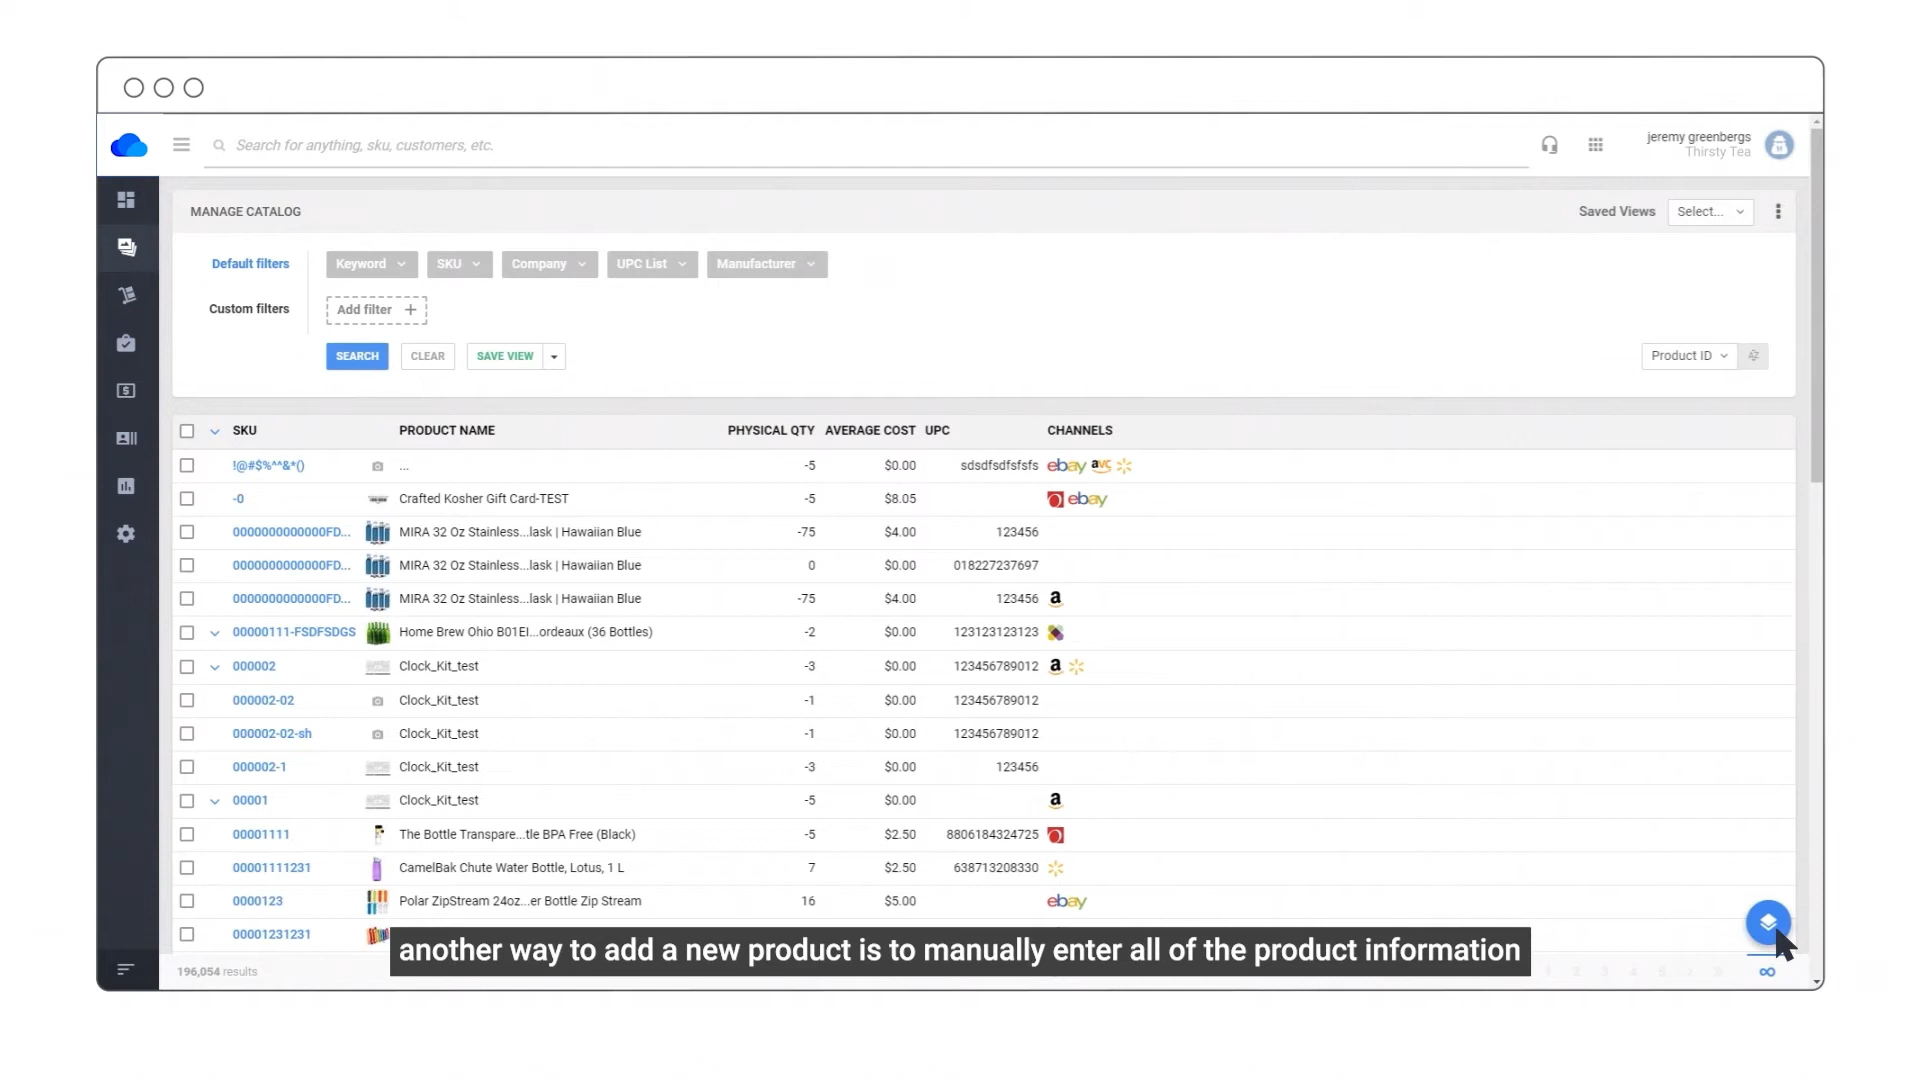 Search for anything, sku, customers, etc.
jeremy greenbergs
Thirsty Tea
MANAGE CATALOG
Saved Views Select...
Default filters Keyword SKU Company UPC List Manufacturer
Custom filters Add filter +
SEARCH CLEAR SAVE VIEW Product ID
SKU PRODUCT NAME PHYSICAL QTY AVERAGE COST UPC CHANNELS
!@#$%^^&*() ... -5 $0.00 sdsdfsdfsfsfs ebay avc
-0 Crafted Kosher Gift Card-TEST -5 $8.05 ebay
0000000000000FD... MIRA 32 Oz Stainless...lask | Hawaiian Blue -75 $4.00 123456
0000000000000FD... MIRA 32 Oz Stainless...lask | Hawaiian Blue 0 $0.00 018227237697
0000000000000FD... MIRA 32 Oz Stainless...lask | Hawaiian Blue -75 $4.00 123456 a
00000111-FSDFSDGS Home Brew Ohio B01EI...ordeaux (36 Bottles) -2 $0.00 123123123123
000002 Clock_Kit_test -3 $0.00 123456789012 a
000002-02 Clock_Kit_test -1 $0.00 123456789012
000002-02-sh Clock_Kit_test -1 $0.00 123456789012
000002-1 Clock_Kit_test -3 $0.00 123456
00001 Clock_Kit_test -5 $0.00 a
00001111 The Bottle Transpare...tle BPA Free (Black) -5 $2.50 8806184324725
00001111231 CamelBak Chute Water Bottle, Lotus, 1 L 7 $2.50 638713208330
0000123 Polar ZipStream 24oz...er Bottle Zip Stream 16 $5.00 ebay
00001231231
another way to add a new product is to manually enter all of the product information
196,054 results 1 2 3 4 5